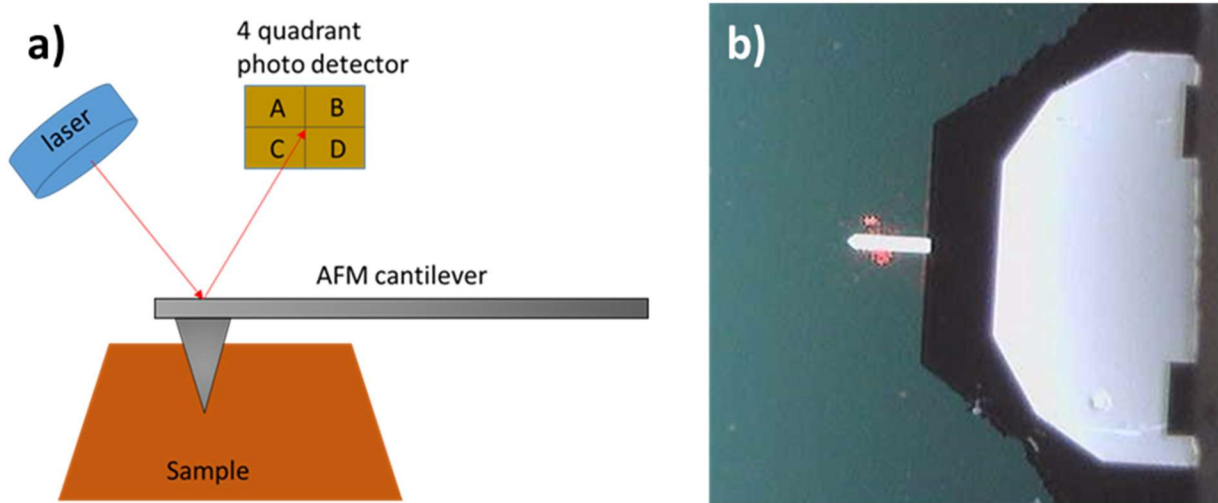 a)
laser
4 quadrant
photo detector
A B
C D
AFM cantilever
Sample
b)